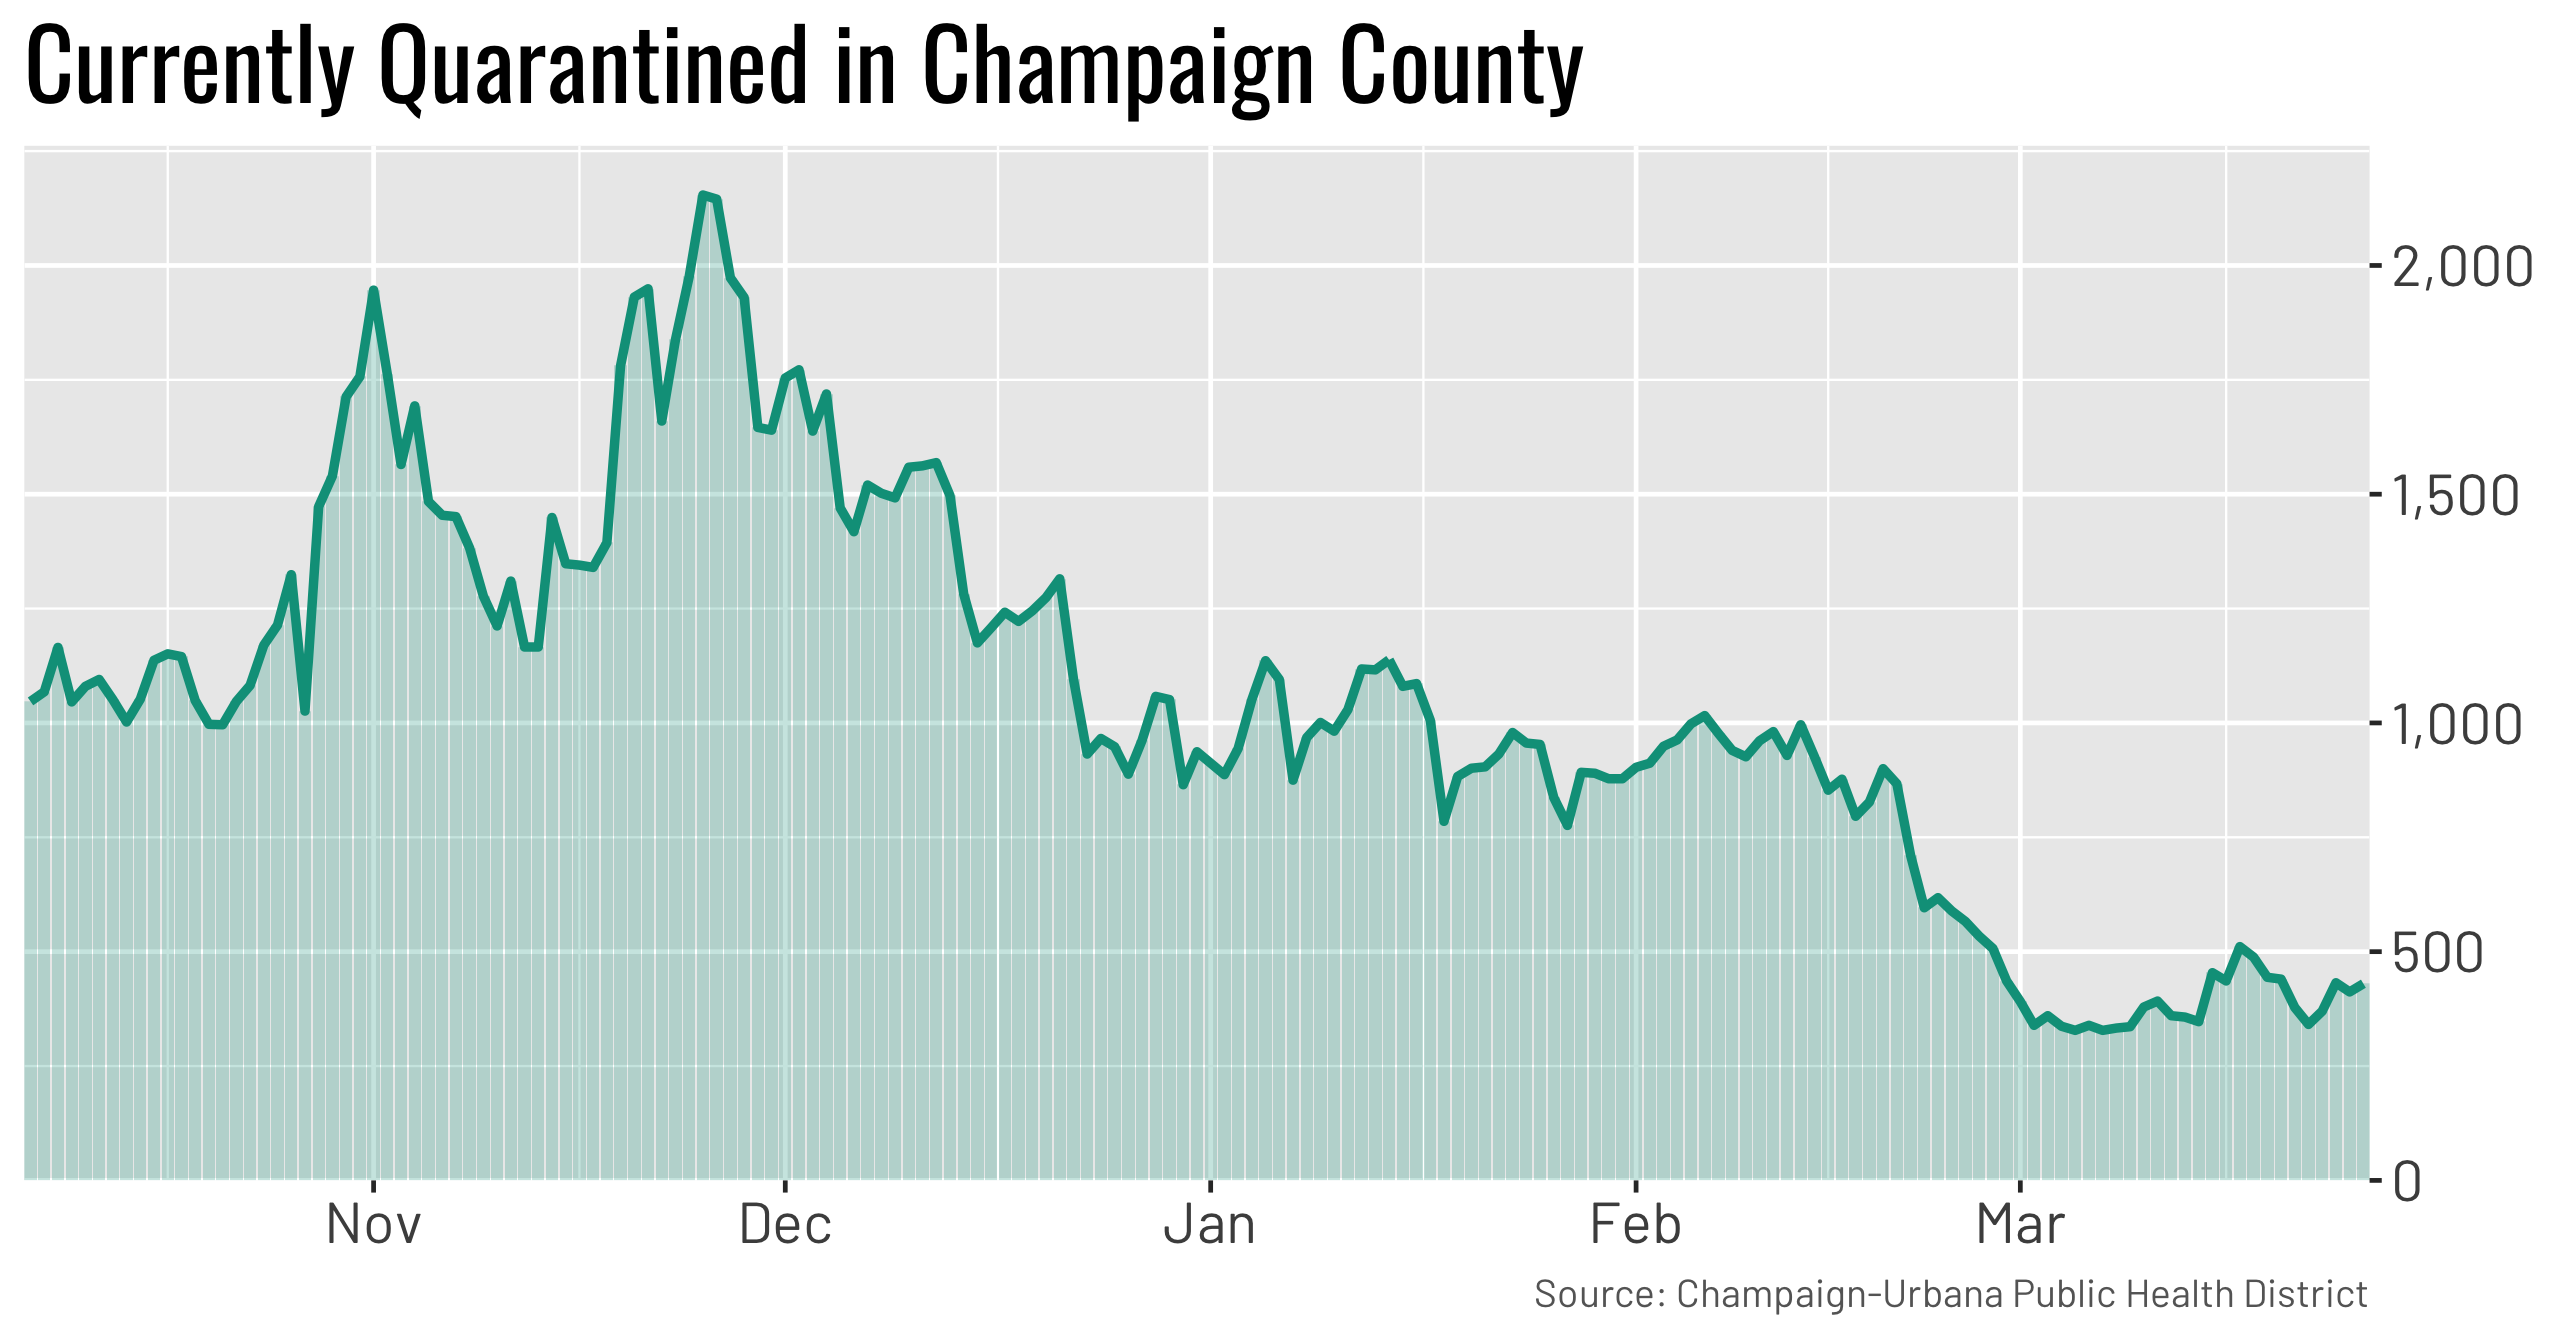 Currently Quarantined in Champaign County
2,000
1,500
1,000
500
0
Nov Dec Jan Feb Mar
Source: Champaign-Urbana Public Health District